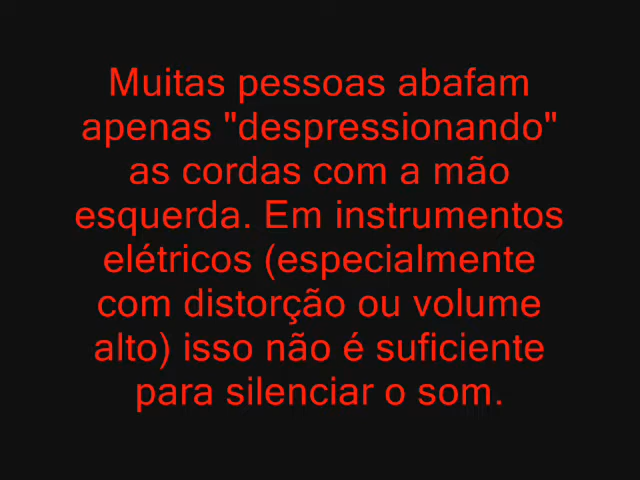 Muitas pessoas abafam
apenas "despressionando"
as cordas com a mão
esquerda. Em instrumentos
elétricos (especialmente
com distorção ou volume
alto) isso não é suficiente
para silenciar o som.